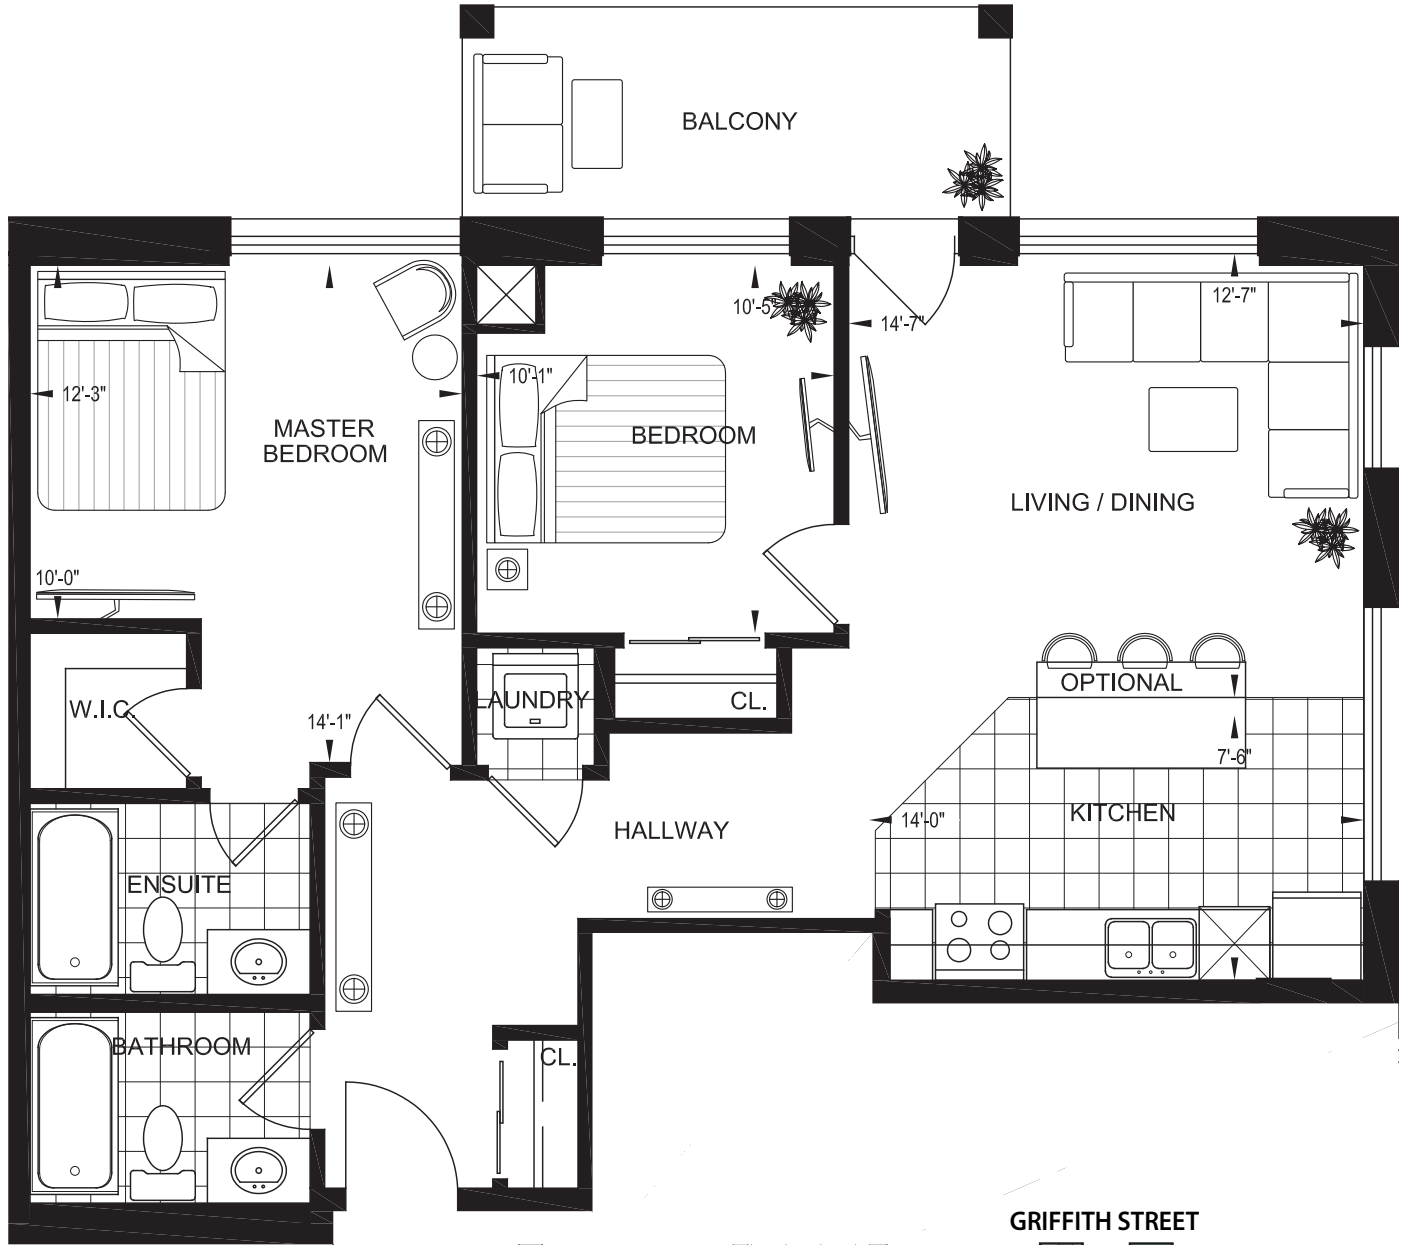 BALCONY
10'-5"
14'-7"
12'-7"
12'-3"
10'-1"
MASTER
BEDROOM
BEDROOM
LIVING / DINING
10'-0"
OPTIONAL
LAUNDRY
CL.
W.I.C.
14'-1"
7'-6"
14'-0"
KITCHEN
HALLWAY
ENSUITE
BATHROOM
CL.
GRIFFITH STREET